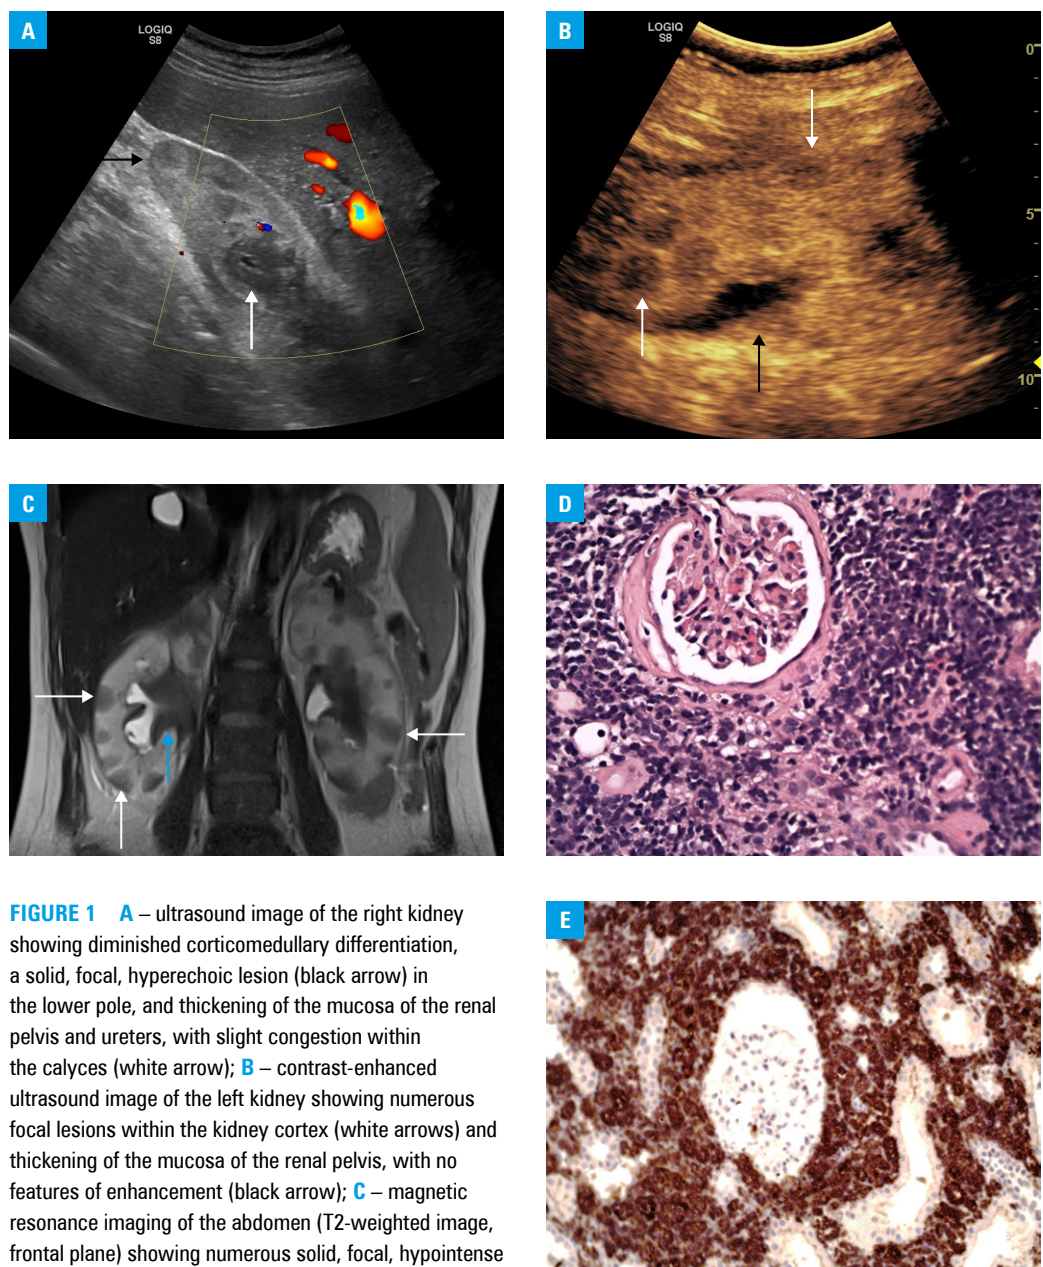 A
LOGIQ
S8
B
LOGIQ
S8
0
5
10
C
D
FIGURE 1 A – ultrasound image of the right kidney
showing diminished corticomedullary differentiation,
a solid, focal, hyperechoic lesion (black arrow) in
the lower pole, and thickening of the mucosa of the renal
pelvis and ureters, with slight congestion within
the calyces (white arrow); B – contrast-enhanced
ultrasound image of the left kidney showing numerous
focal lesions within the kidney cortex (white arrows) and
thickening of the mucosa of the renal pelvis, with no
features of enhancement (black arrow); C – magnetic
resonance imaging of the abdomen (T2-weighted image,
frontal plane) showing numerous solid, focal, hypointense
E